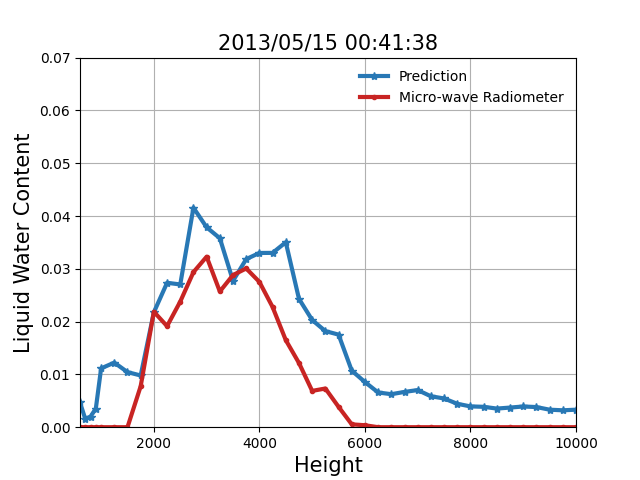 2013/05/15 00:41:38
0.07
0.06
0.05
0.04
0.03
0.02
0.01
0.00
Liquid Water Content
Prediction
Micro-wave Radiometer
2000 4000 6000 8000 10000
Height